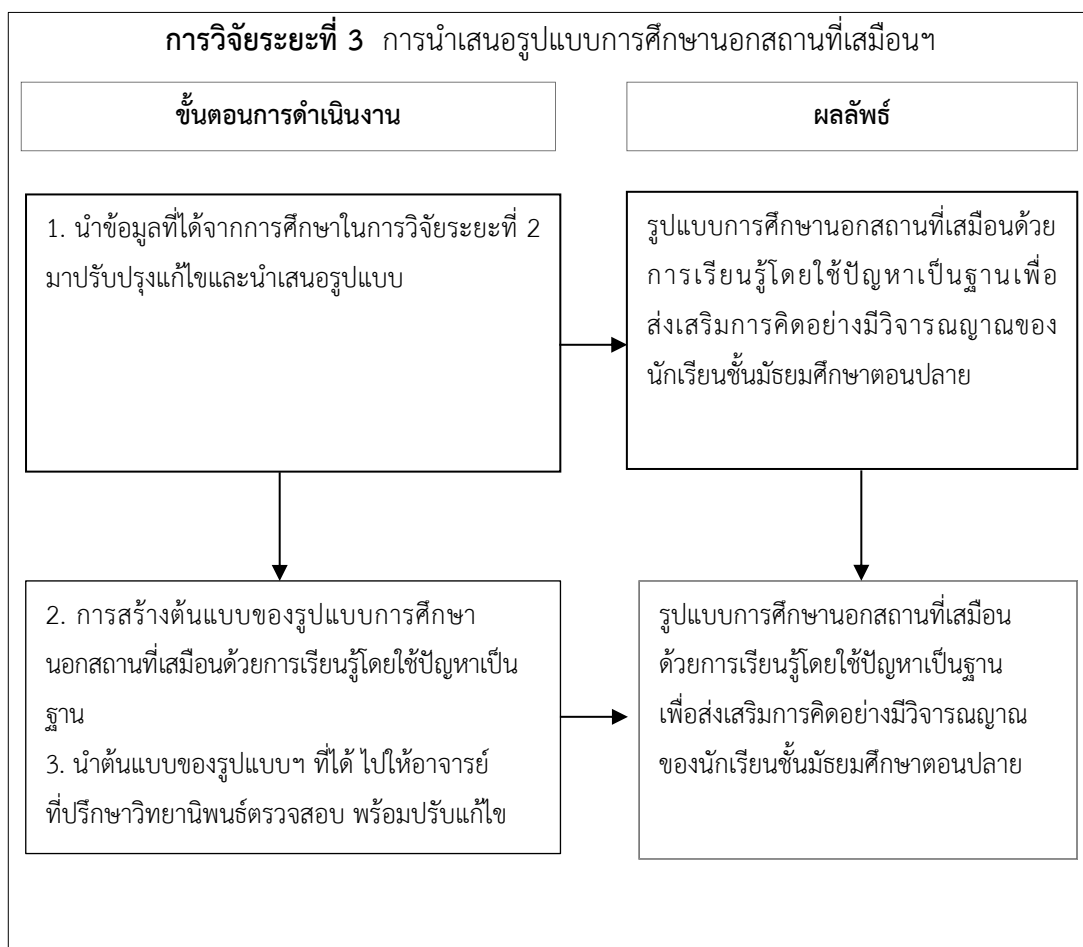 การวิจัยระยะที่ 3 การนำเสนอรูปแบบการศึกษานอกสถานที่เสมือนฯ
ขั้นตอนการดำเนินงาน
ผลลัพธ์
1. นำข้อมูลที่ได้จากการศึกษาในการวิจัยระยะที่ 2
มาปรับปรุงแก้ไขและนำเสนอรูปแบบ
รูปแบบการศึกษานอกสถานที่เสมือนด้วย
การเรียนรู้โดยใช้ปัญหาเป็นฐานเพื่อ
ส่งเสริมการคิดอย่างมีวิจารณญาณของ
นักเรียนชั้นมัธยมศึกษาตอนปลาย
2. การสร้างต้นแบบของรูปแบบการศึกษา
นอกสถานที่เสมือนด้วยการเรียนรู้โดยใช้ปัญหาเป็น
ฐาน
3. นำต้นแบบของรูปแบบฯ ที่ได้ ไปให้อาจารย์
ที่ปรึกษาวิทยานิพนธ์ตรวจสอบ พร้อมปรับแก้ไข
รูปแบบการศึกษานอกสถานที่เสมือน
ด้วยการเรียนรู้โดยใช้ปัญหาเป็นฐาน
เพื่อส่งเสริมการคิดอย่างมีวิจารณญาณ
ของนักเรียนชั้นมัธยมศึกษาตอนปลาย